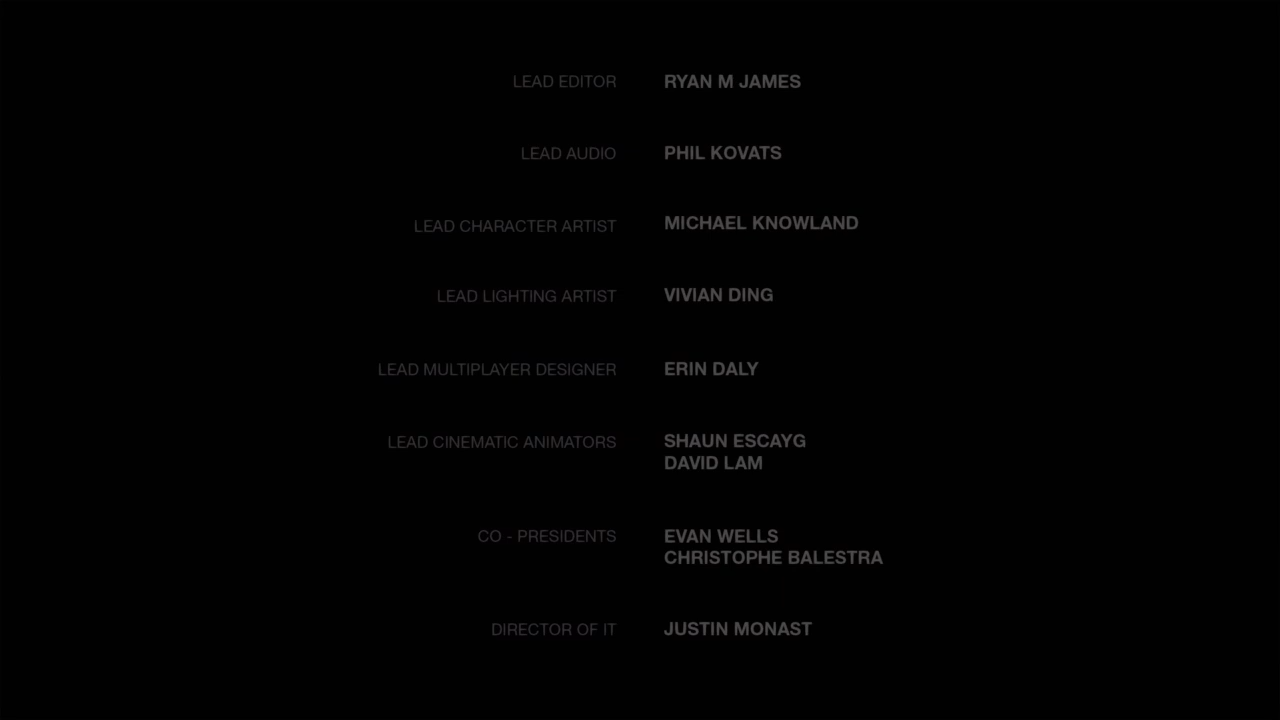 LEAD EDITOR RYAN M JAMES
LEAD AUDIO PHIL KOVATS
LEAD CHARACTER ARTIST MICHAEL KNOWLAND
LEAD LIGHTING ARTIST VIVIAN DING
LEAD MULTIPLAYER DESIGNER ERIN DALY
LEAD CINEMATIC ANIMATORS SHAUN ESCAYG
DAVID LAM
CO - PRESIDENTS EVAN WELLS
CHRISTOPHE BALESTRA
DIRECTOR OF IT JUSTIN MONAST